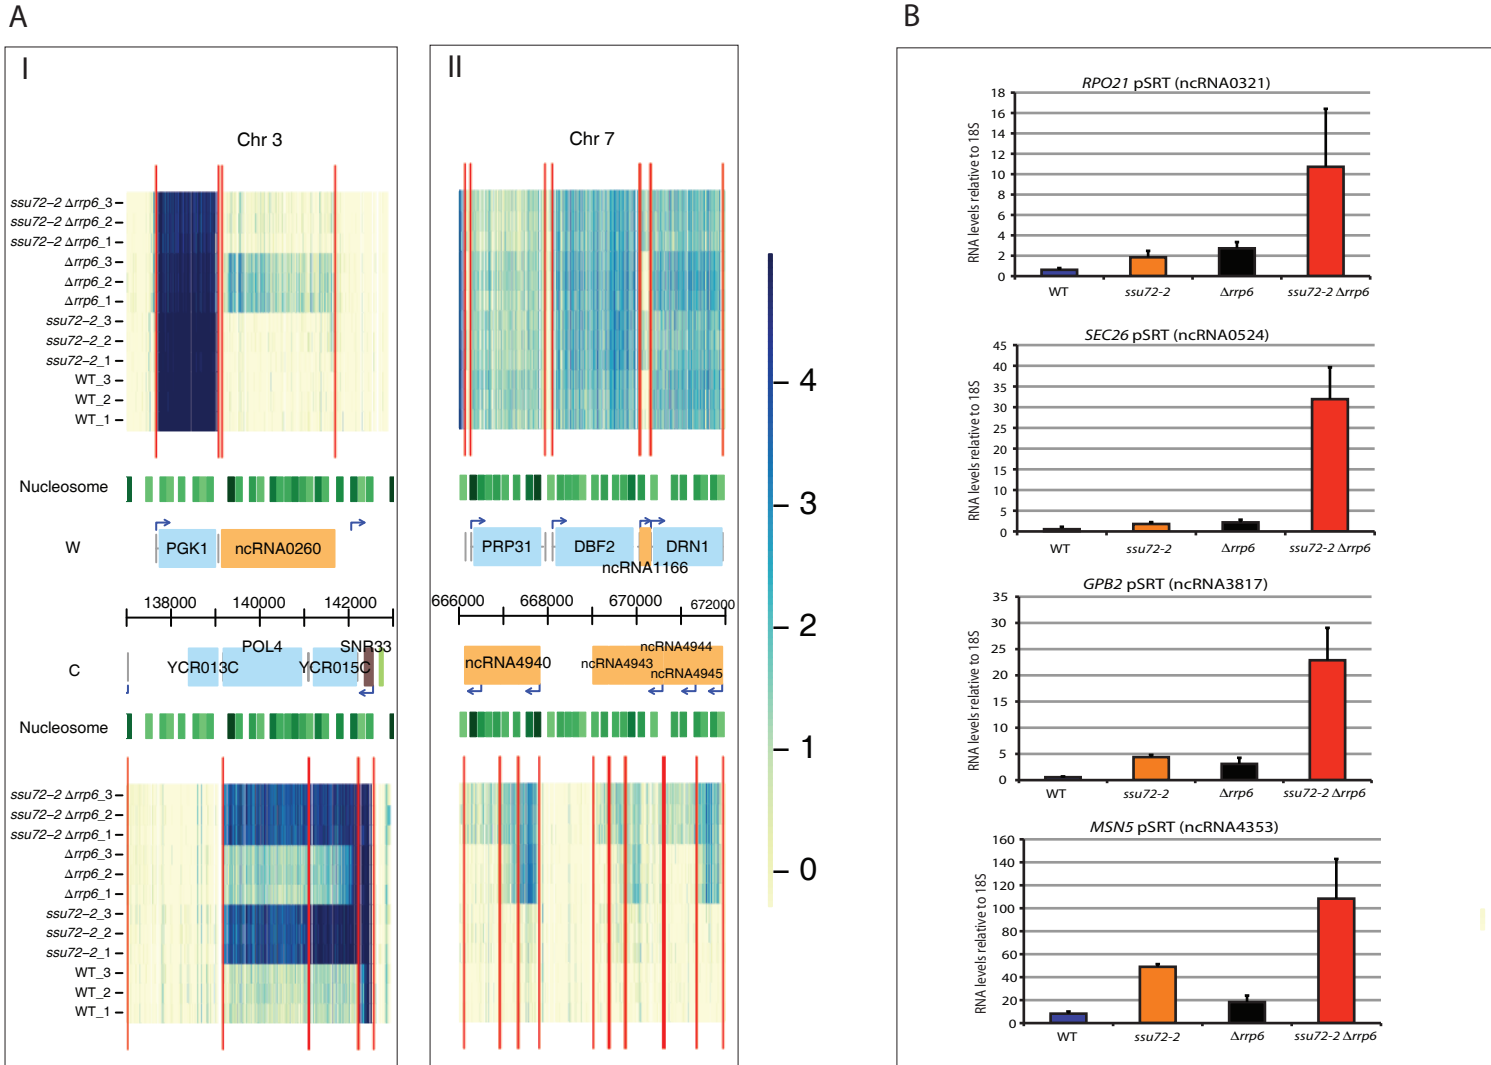 A
I
Chr 3
ssu72-2 Δrrp6_3
ssu72-2 Δrrp6_2
ssu72-2 Δrrp6_1
Δrrp6_3
Δrrp6_2
Δrrp6_1
ssu72-2_3
ssu72-2_2
ssu72-2_1
WT_3
WT_2
WT_1
Nucleosome
W
PGK1
ncRNA0260
138000 140000 142000
C
YCR013C
POL4
YCR015C
SNR33
Nucleosome
ssu72-2 Δrrp6_3
ssu72-2 Δrrp6_2
ssu72-2 Δrrp6_1
Δrrp6_3
Δrrp6_2
Δrrp6_1
ssu72-2_3
ssu72-2_2
ssu72-2_1
WT_3
WT_2
WT_1
II
Chr 7
PRP31
DBF2
DRN1
ncRNA1166
666000 668000 670000 672000
ncRNA4940
ncRNA4943
ncRNA4944
ncRNA4945
4
3
2
1
0
B
RPO21 pSRT (ncRNA0321)
RNA levels relative to 18S
18
16
14
12
10
8
6
4
2
0
WT ssu72-2 Δrrp6 ssu72-2 Δrrp6
SEC26 pSRT (ncRNA0524)
RNA levels relative to 18S
45
40
35
30
25
20
15
10
5
0
WT ssu72-2 Δrrp6 ssu72-2 Δrrp6
GPB2 pSRT (ncRNA3817)
RNA levels relative to 18S
35
30
25
20
15
10
5
0
WT ssu72-2 Δrrp6 ssu72-2 Δrrp6
MSN5 pSRT (ncRNA4353)
RNA levels relative to 18S
160
140
120
100
80
60
40
20
0
WT ssu72-2 Δrrp6 ssu72-2 Δrrp6